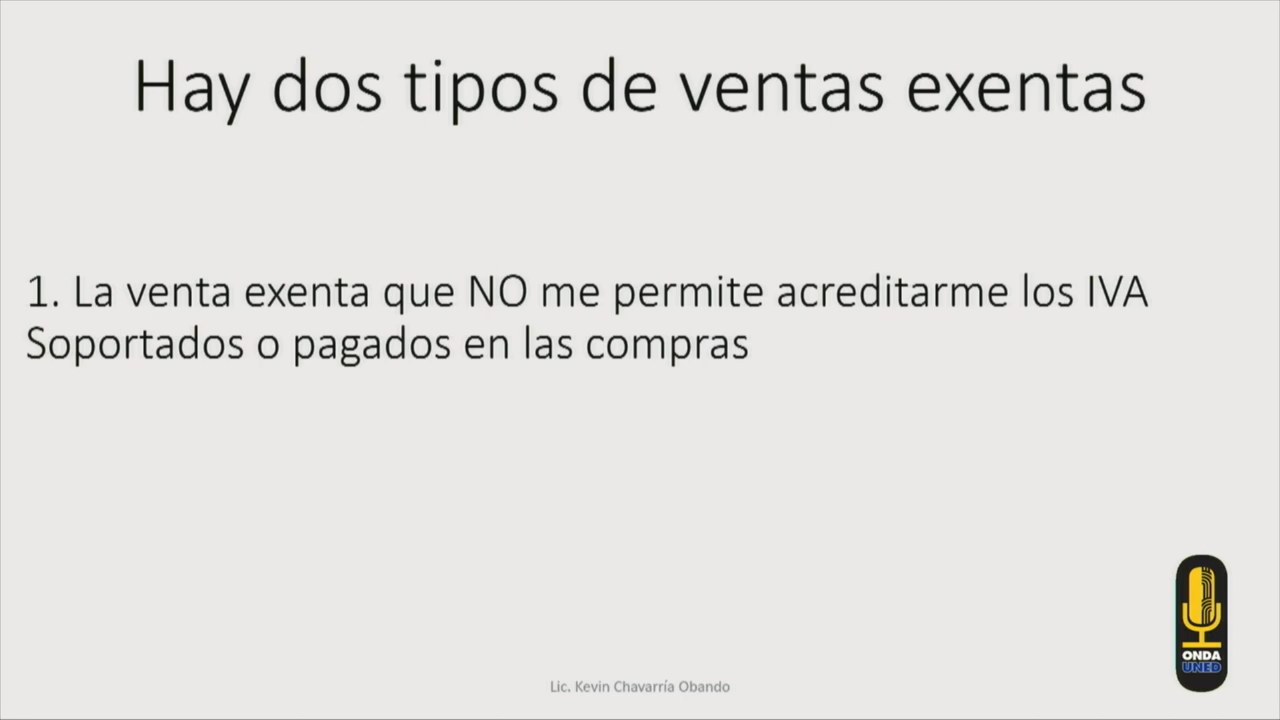 Hay dos tipos de ventas exentas
1. La venta exenta que NO me permite acreditarme los IVA
Soportados o pagados en las compras
ONDA
UNED
Lic. Kevin Chavarría Obando